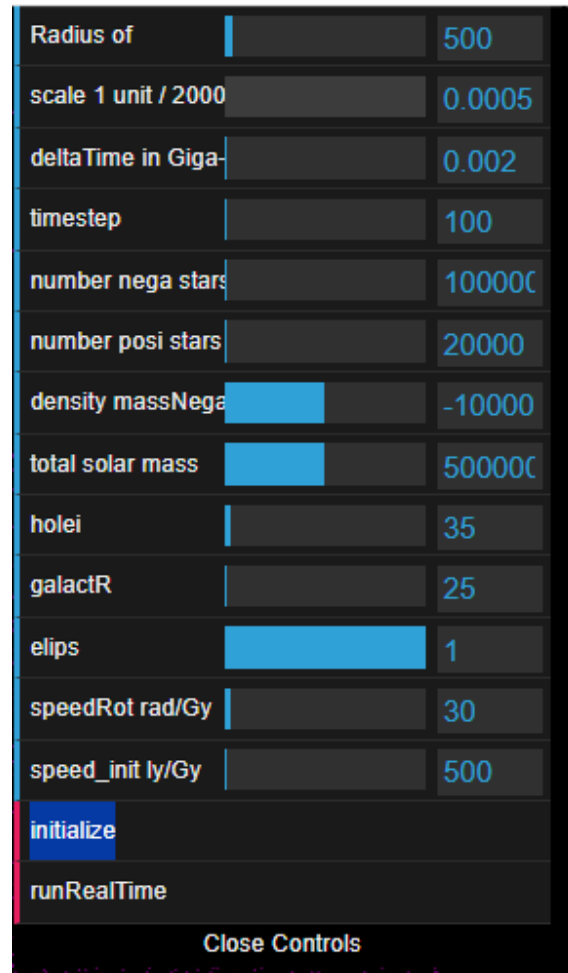 Radius of 500
scale 1 unit / 2000 0.0005
deltaTime in Giga- 0.002
timestep 100
number nega stars 100000
number posi stars 20000
density massNega -10000
total solar mass 500000
holei 35
galactR 25
elips 1
speedRot rad/Gy 30
speed_init ly/Gy 500
initialize
runRealTime
Close Controls